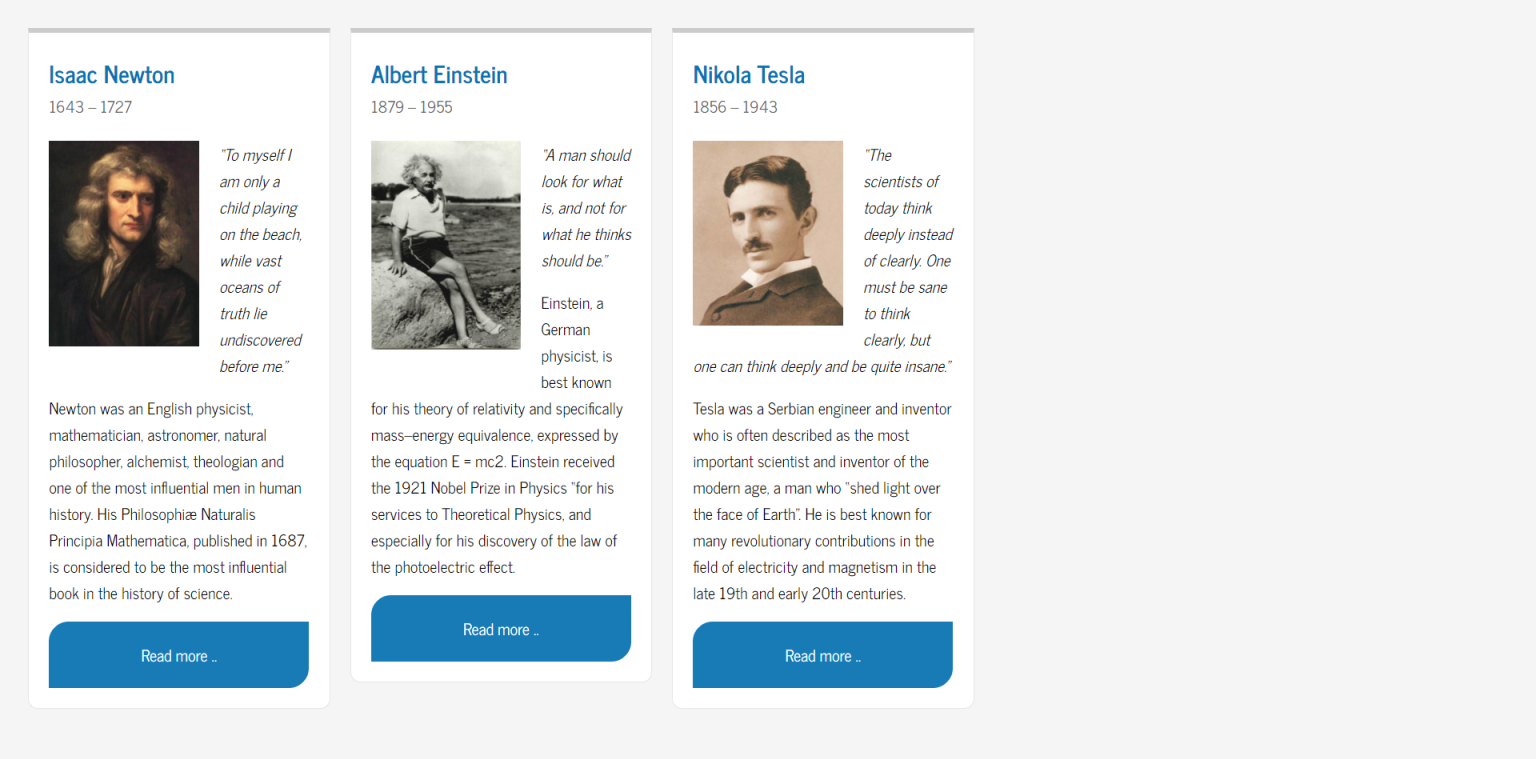 Isaac Newton
1643 – 1727
"To myself I
am only a
child playing
on the beach,
while vast
oceans of
truth lie
undiscovered
before me."
Newton was an English physicist,
mathematician, astronomer, natural
philosopher, alchemist, theologian and
one of the most influential men in human
history. His Philosophiæ Naturalis
Principia Mathematica, published in 1687,
is considered to be the most influential
book in the history of science.
Read more ..
Albert Einstein
1879 – 1955
"A man should
look for what
is, and not for
what he thinks
should be."
Einstein, a
German
physicist, is
best known
for his theory of relativity and specifically
mass–energy equivalence, expressed by
the equation E = mc2. Einstein received
the 1921 Nobel Prize in Physics "for his
services to Theoretical Physics, and
especially for his discovery of the law of
the photoelectric effect.
Read more ..
Nikola Tesla
1856 – 1943
"The
scientists of
today think
deeply instead
of clearly. One
must be sane
to think
clearly, but
one can think deeply and be quite insane."
Tesla was a Serbian engineer and inventor
who is often described as the most
important scientist and inventor of the
modern age, a man who "shed light over
the face of Earth". He is best known for
many revolutionary contributions in the
field of electricity and magnetism in the
late 19th and early 20th centuries.
Read more ..